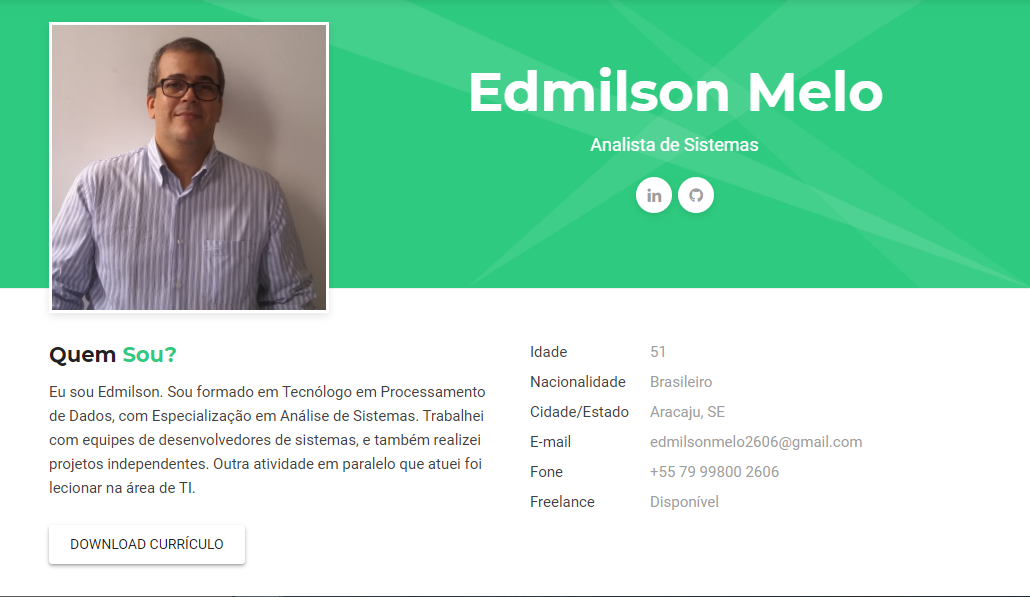 Edmilson Melo
Analista de Sistemas
in
Quem Sou?
Eu sou Edmilson. Sou formado em Tecnólogo em Processamento
de Dados, com Especialização em Análise de Sistemas. Trabalhei
com equipes de desenvolvedores de sistemas, e também realizei
projetos independentes. Outra atividade em paralelo que atuei foi
lecionar na área de TI.
DOWNLOAD CURRÍCULO
Idade 51
Nacionalidade Brasileiro
Cidade/Estado Aracaju, SE
E-mail edmilsonmelo2606@gmail.com
Fone +55 79 99800 2606
Freelance Disponível